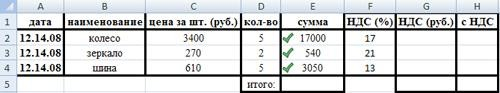 A B C D E F G H
1 дата наименование цена за шт. (руб.) кол-во сумма НДС (%) НДС (руб.) с НДС
2 12.14.08 колесо 3400 5 17000 17
3 12.14.08 зеркало 270 2 540 21
4 12.14.08 шина 610 5 3050 13
5 итого: